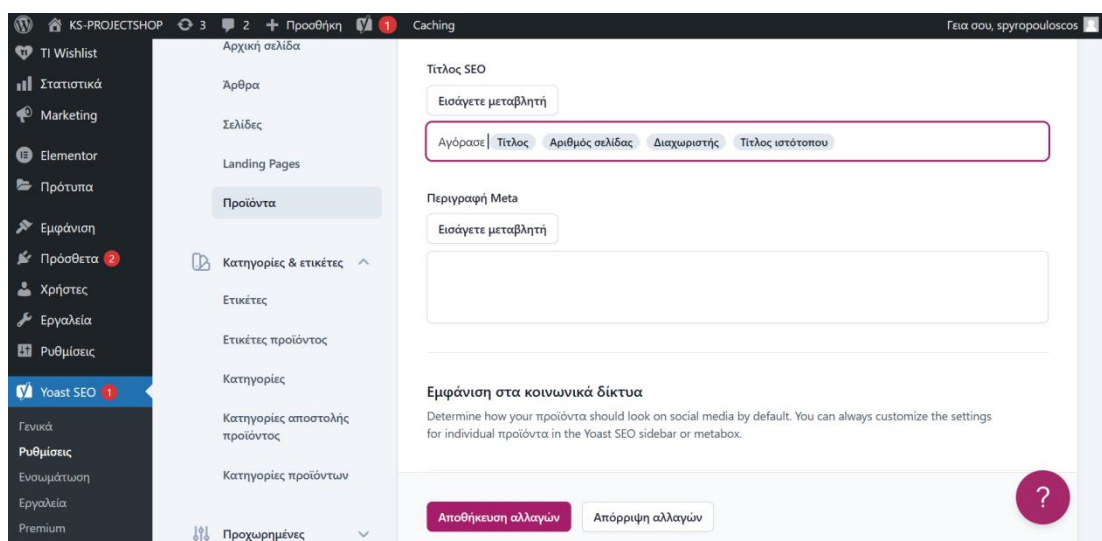 KS-PROJECTSHOP 3 2 + Προσθήκη 1 Caching Γεια σου, spyropouloscos
TI Wishlist
Στατιστικά
Marketing
Elementor
Πρότυπα
Εμφάνιση
Πρόσθετα 2
Χρήστες
Εργαλεία
Ρυθμίσεις
Yoast SEO 1
Γενικά
Ρυθμίσεις
Ενσωμάτωση
Εργαλεία
Premium
Αρχική σελίδα
Άρθρα
Σελίδες
Landing Pages
Προϊόντα
Κατηγορίες & ετικέτες
Ετικέτες
Ετικέτες προϊόντος
Κατηγορίες
Κατηγορίες αποστολής
προϊόντος
Κατηγορίες προϊόντων
Προχωρημένες
Τίτλος SEO
Εισάγετε μεταβλητή
Αγόρασε Τίτλος Αριθμός σελίδας Διαχωριστής Τίτλος ιστότοπου
Περιγραφή Meta
Εισάγετε μεταβλητή
Εμφάνιση στα κοινωνικά δίκτυα
Determine how your προϊόντα should look on social media by default. You can always customize the settings
for individual προϊόντα in the Yoast SEO sidebar or metabox.
Αποθήκευση αλλαγών Απόρριψη αλλαγών
?